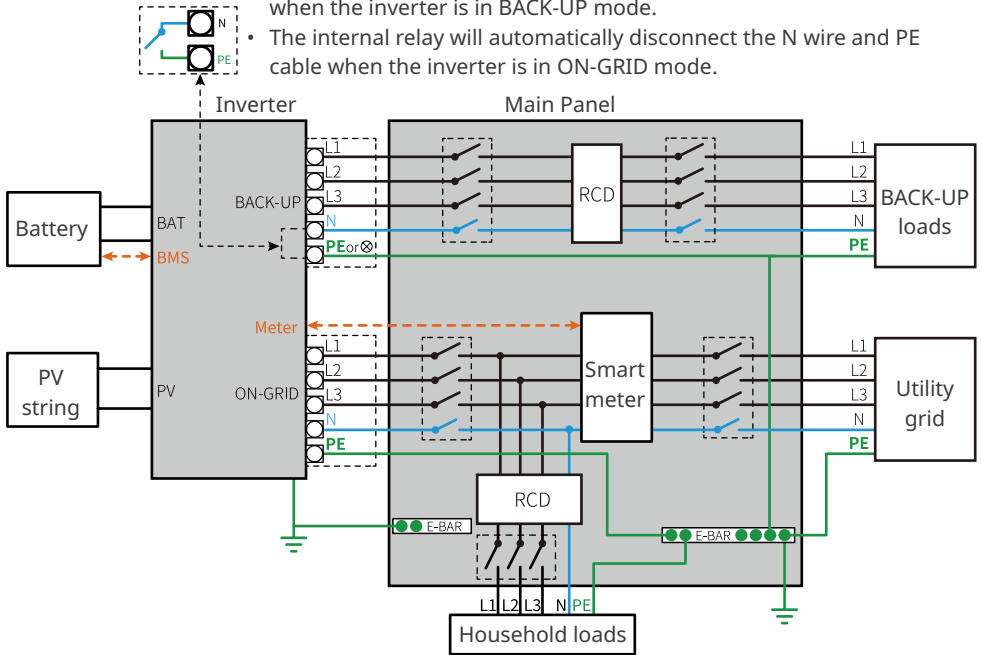 when the inverter is in BACK-UP mode.
N
PE
• The internal relay will automatically disconnect the N wire and PE
cable when the inverter is in ON-GRID mode.
Inverter
Main Panel
L1
L2
L3
N
PEor⊗
BACK-UP
RCD
L1
L2
L3
N
PE
BACK-UP
loads
Battery
BAT
BMS
Meter
PV
string
PV
ON-GRID
L1
L2
L3
N
PE
Smart
meter
L1
L2
L3
N
PE
Utility
grid
RCD
E-BAR
E-BAR
L1 L2 L3 N PE
Household loads